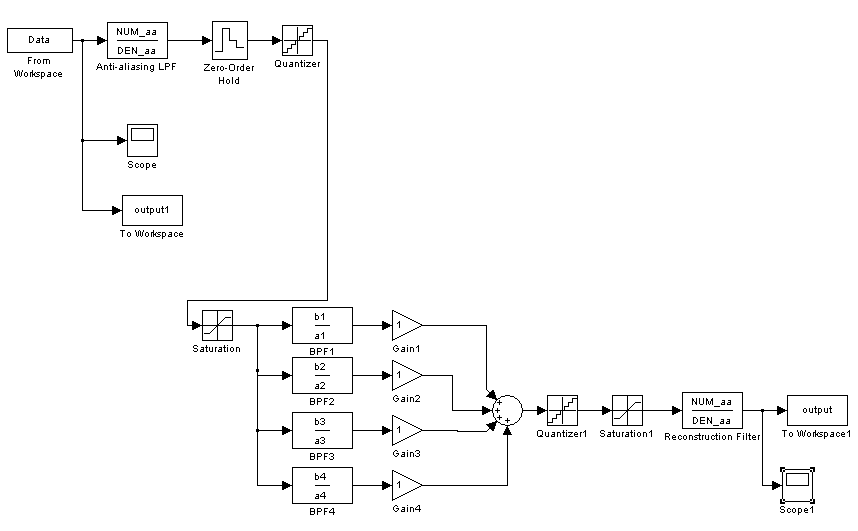 Data
From
Workspace
NUM_aa
DEN_aa
Anti-aliasing LPF
Zero-Order
Hold
Quantizer
Scope
output1
To Workspace
Saturation
b1
a1
BPF1
1
Gain1
b2
a2
BPF2
1
Gain2
b3
a3
BPF3
1
Gain3
b4
a4
BPF4
1
Gain4
+
+
+
+
Quantizer1
Saturation1
NUM_aa
DEN_aa
Reconstruction Filter
output
To Workspace1
Scope1